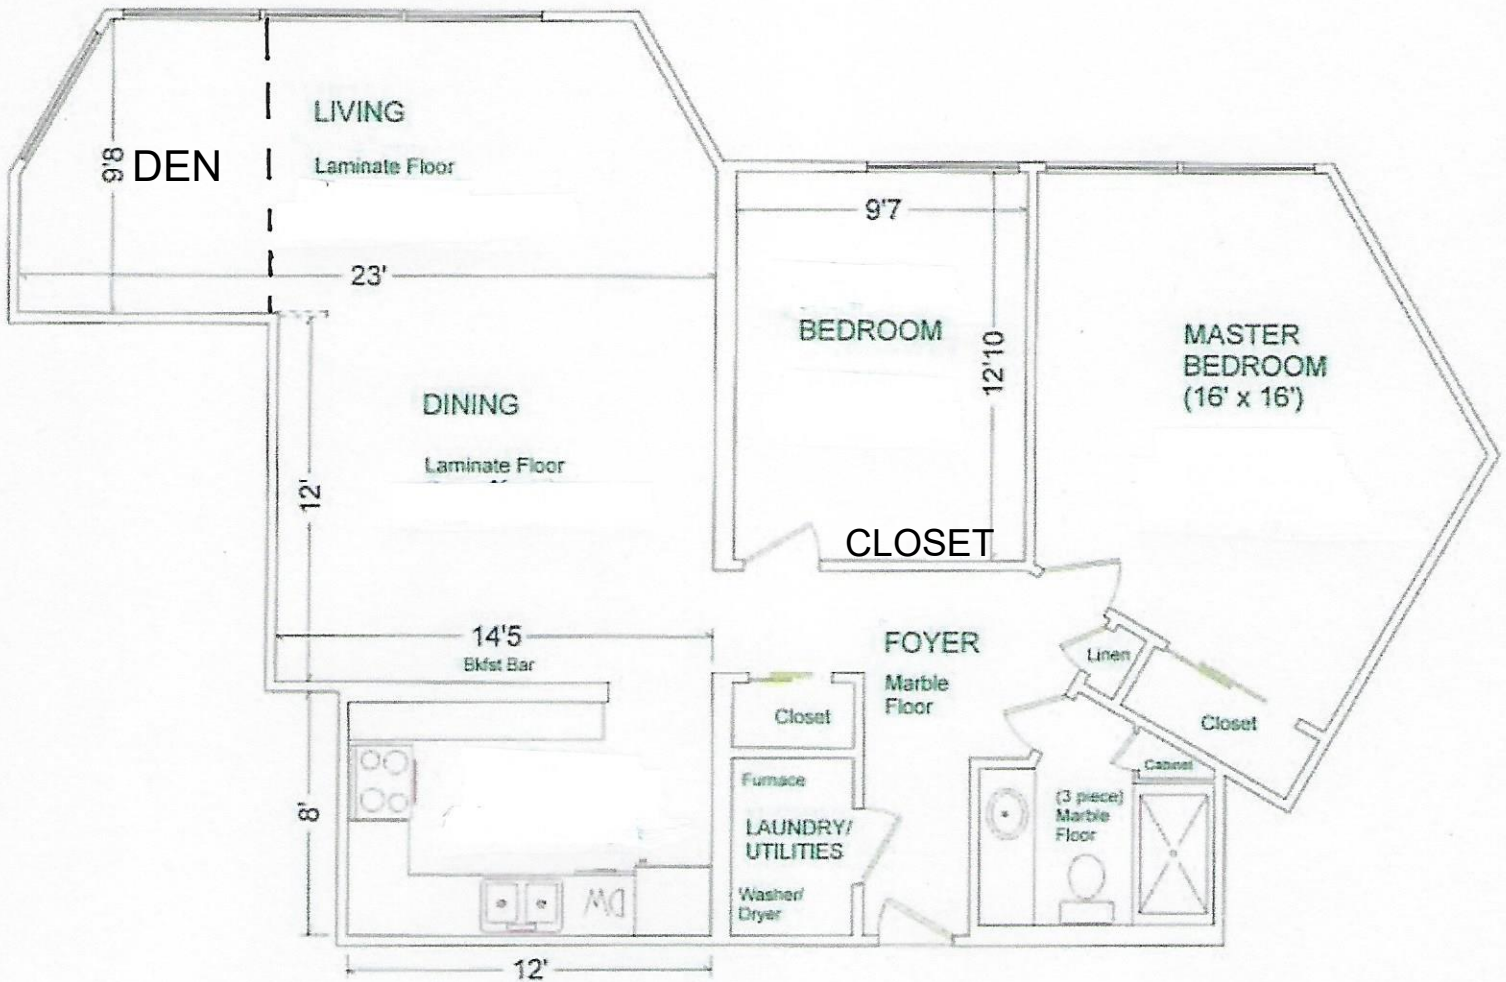 LIVING
Laminate Floor
9'8
DEN
23'
9'7
BEDROOM
12'10
MASTER
BEDROOM
(16' x 16')
DINING
Laminate Floor
12'
CLOSET
14'5
Bkfst Bar
FOYER
Marble
Floor
Linen
Closet
Closet
Cabinet
8'
Furnace
LAUNDRY/
UTILITIES
Washer/
Dryer
(3 piece)
Marble
Floor
DW
12'